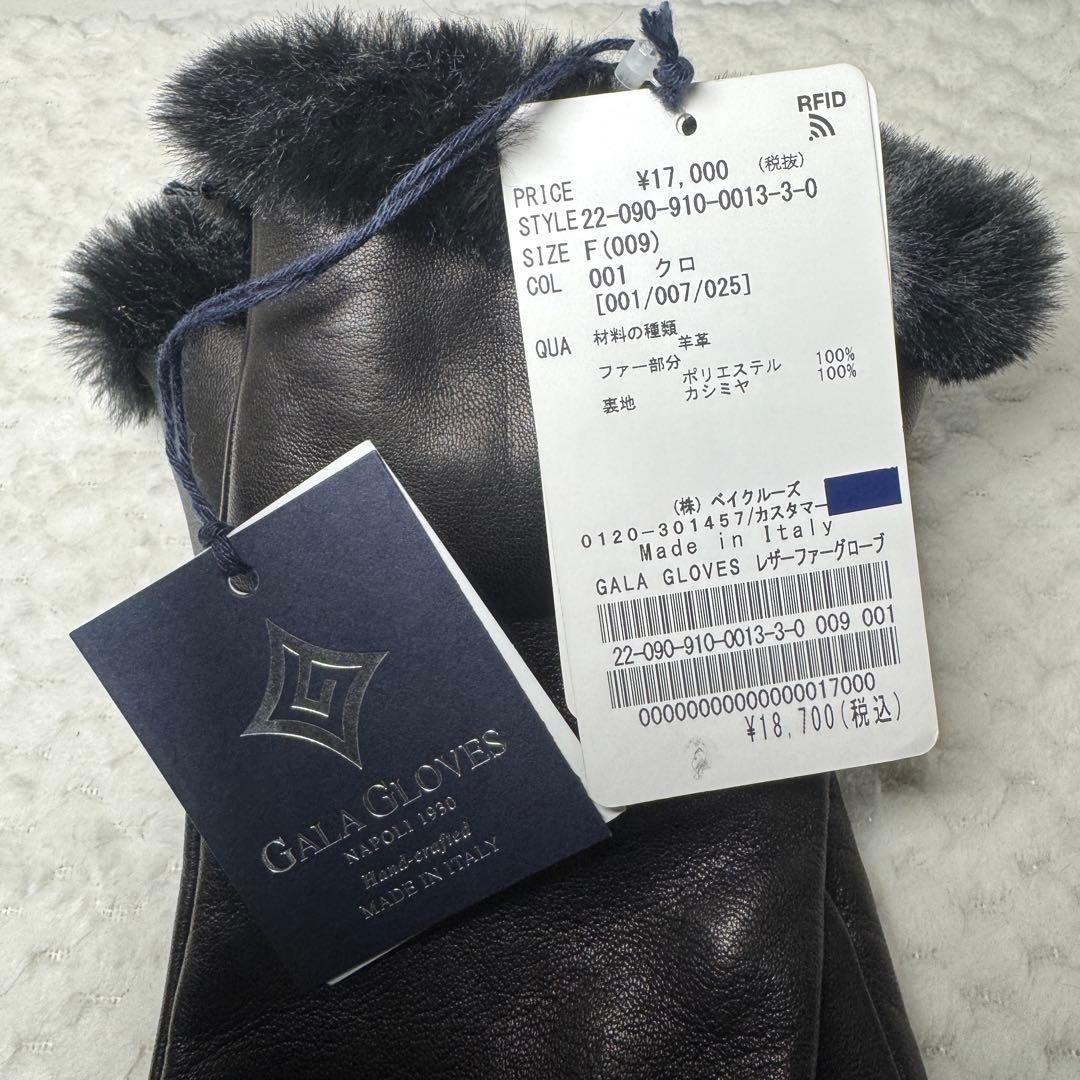 RFID
PRICE ¥17,000 (税抜)
STYLE 22-090-910-0013-3-0
SIZE F(009)
COL 001 クロ
[001/007/025]
QUA 材料の種類
羊革
ファー部分
ポリエステル 100%
裏地 カシミヤ 100%
(株) ベイクルーズ
0120-301457/カスタマー
Made in Italy
GALA GLOVES レザーファーグローブ
22-090-910-0013-3-0 009 001
00000000000000017000
¥18,700(税込)
GALA GLOVES
NAPOLI 1930
Hand-crafted
MADE IN ITALY